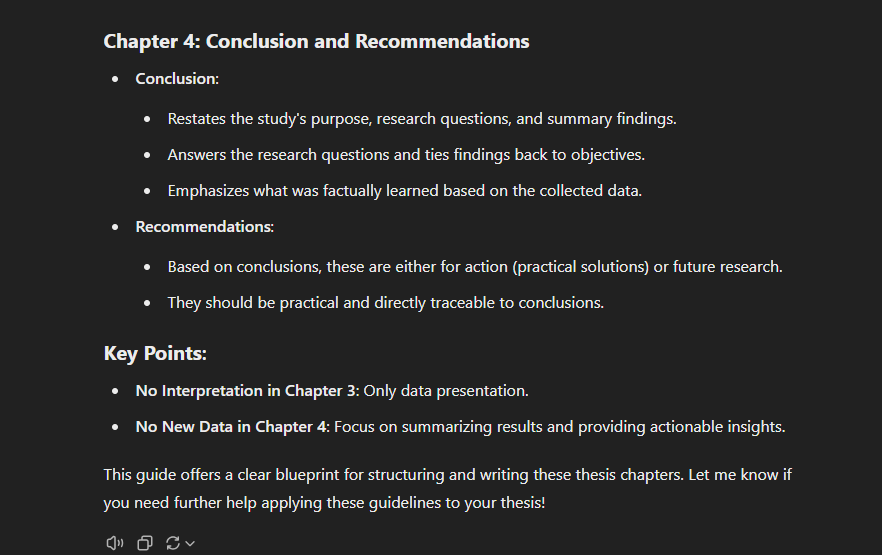 Chapter 4: Conclusion and Recommendations
• Conclusion:
• Restates the study's purpose, research questions, and summary findings.
• Answers the research questions and ties findings back to objectives.
• Emphasizes what was factually learned based on the collected data.
• Recommendations:
• Based on conclusions, these are either for action (practical solutions) or future research.
• They should be practical and directly traceable to conclusions.
Key Points:
• No Interpretation in Chapter 3: Only data presentation.
• No New Data in Chapter 4: Focus on summarizing results and providing actionable insights.
This guide offers a clear blueprint for structuring and writing these thesis chapters. Let me know if
you need further help applying these guidelines to your thesis!